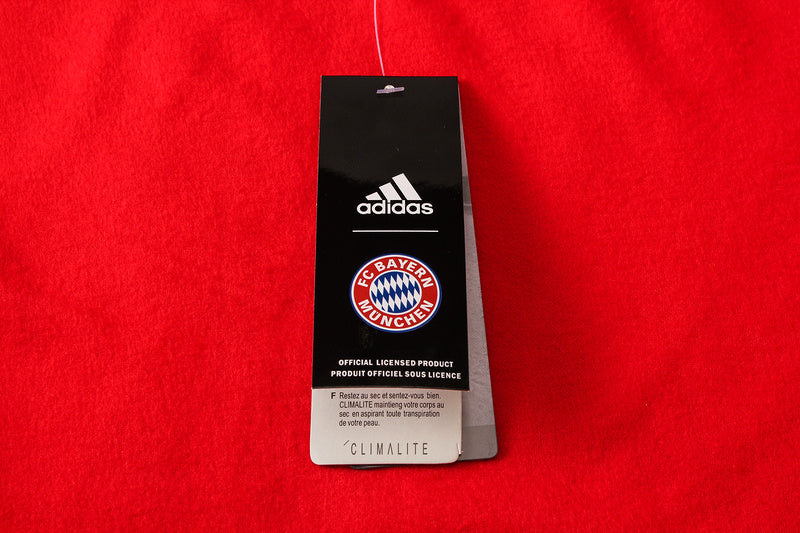 adidas
FC BAYERN
MÜNCHEN
OFFICIAL LICENSED PRODUCT
PRODUIT OFFICIEL SOUS LICENCE
F Restez au sec et sentez-vous bien.
CLIMALITE maintieng votre corps au
sec en aspirant toute transpiration
de votre peau.
CLIMALITE